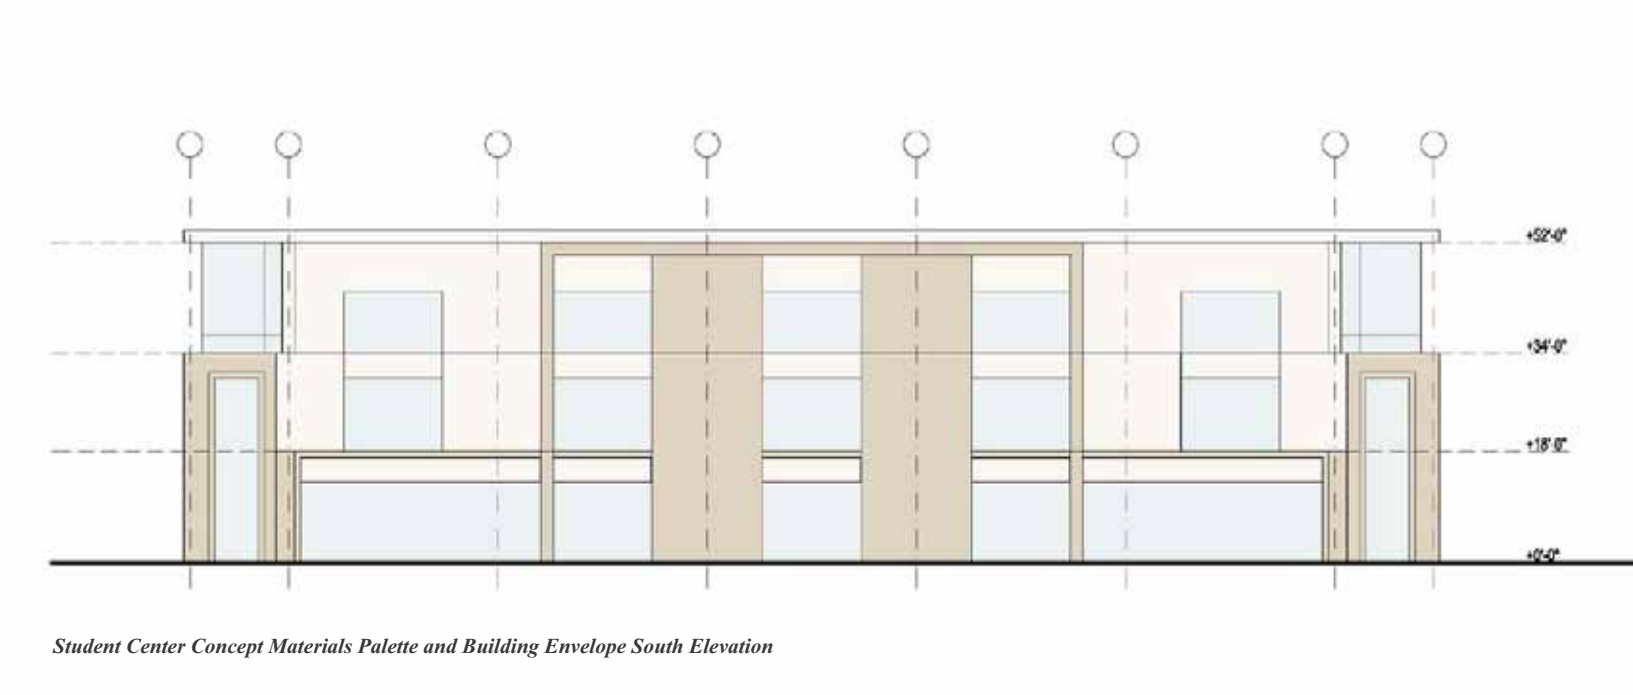 +52'-0"
+34'-0"
+18'-0"
+0'-0"
Student Center Concept Materials Palette and Building Envelope South Elevation